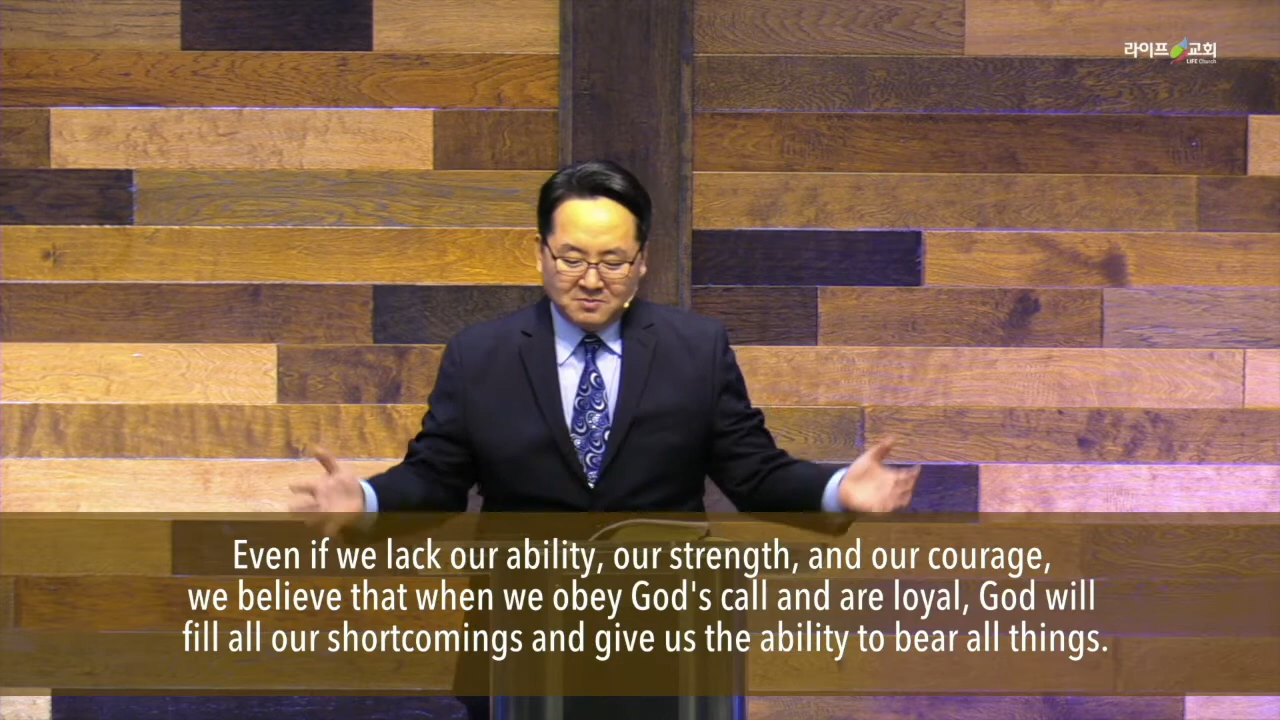 라이프 교회
LIFE Church
Even if we lack our ability, our strength, and our courage,
we believe that when we obey God's call and are loyal, God will
fill all our shortcomings and give us the ability to bear all things.